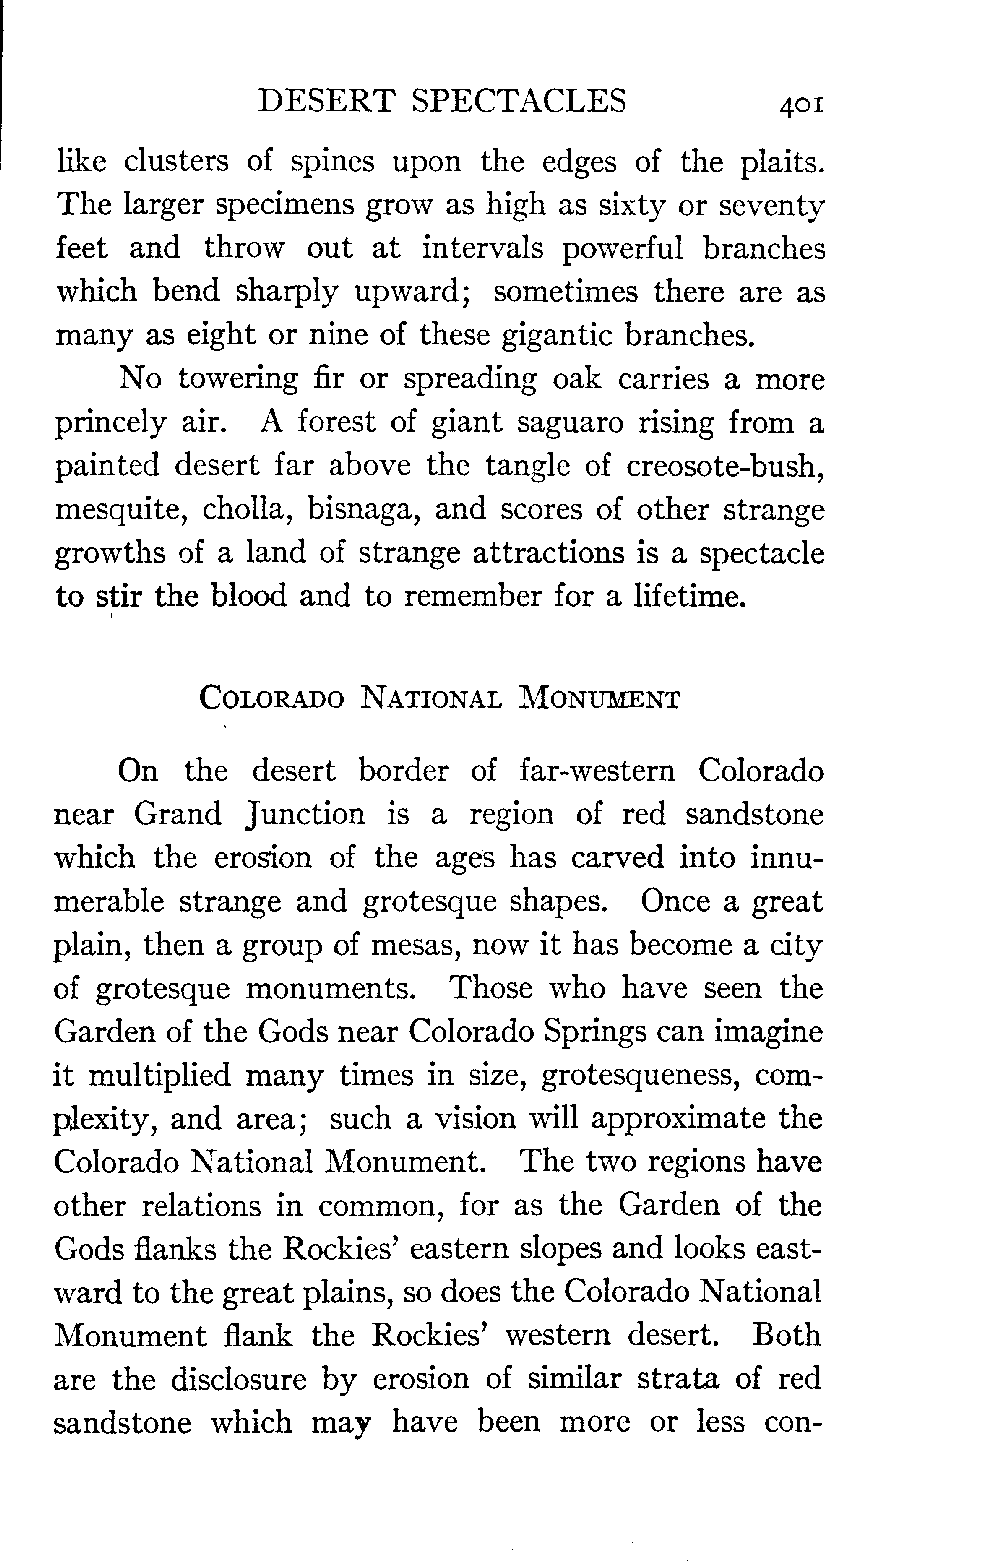 DESERT SPECTACLES 401
like clusters of spines upon the edges of the plaits.
The larger specimens grow as high as sixty or seventy
feet and throw out at intervals powerful branches
which bend sharply upward; sometimes there are as
many as eight or nine of these gigantic branches.
No towering fir or spreading oak carries a more
princely air. A forest of giant saguaro rising from a
painted desert far above the tangle of creosote-bush,
mesquite, cholla, bisnaga, and scores of other strange
growths of a land of strange attractions is a spectacle
to stir the blood and to remember for a lifetime.
COLORADO NATIONAL MONUMENT
On the desert border of far-western Colorado
near Grand Junction is a region of red sandstone
which the erosion of the ages has carved into innu-
merable strange and grotesque shapes. Once a great
plain, then a group of mesas, now it has become a city
of grotesque monuments. Those who have seen the
Garden of the Gods near Colorado Springs can imagine
it multiplied many times in size, grotesqueness, com-
plexity, and area; such a vision will approximate the
Colorado National Monument. The two regions have
other relations in common, for as the Garden of the
Gods flanks the Rockies' eastern slopes and looks east-
ward to the great plains, so does the Colorado National
Monument flank the Rockies' western desert. Both
are the disclosure by erosion of similar strata of red
sandstone which may have been more or less con-